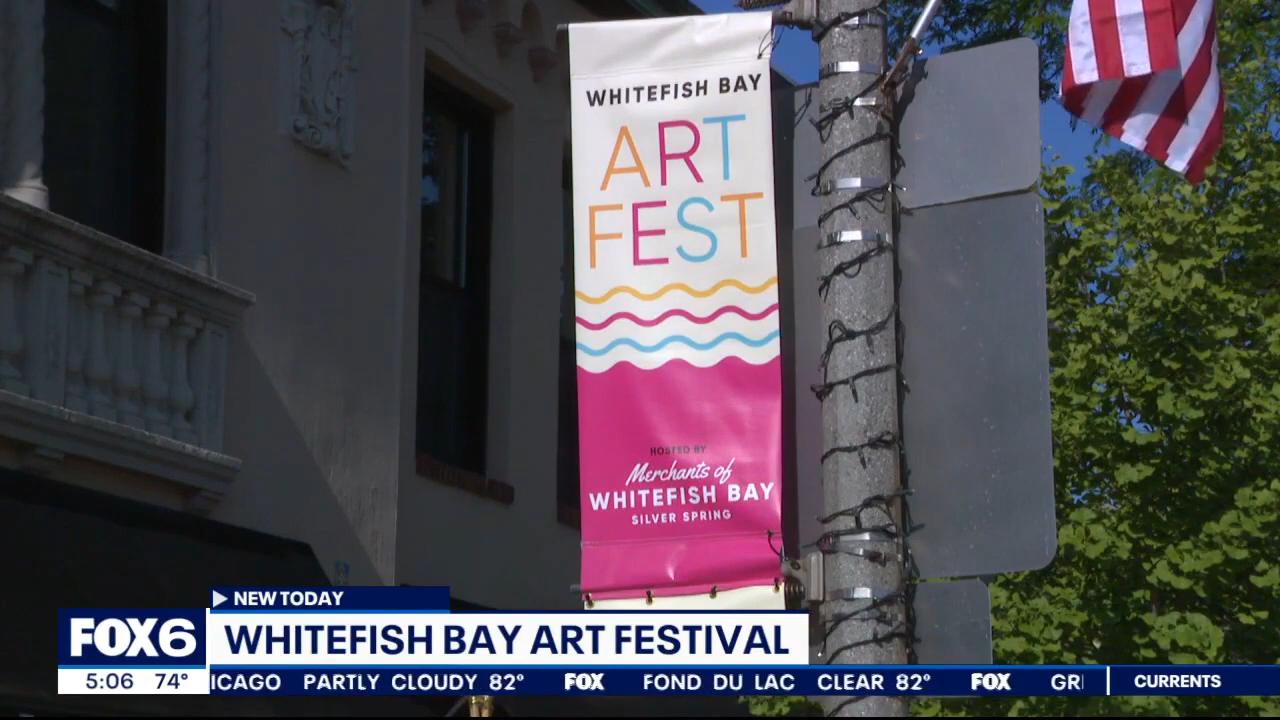 WHITEFISH BAY
ART
FEST
HOSTED BY
Merchants of
WHITEFISH BAY
SILVER SPRING
NEW TODAY
FOX6
WHITEFISH BAY ART FESTIVAL
5:06 74° ICAGO PARTLY CLOUDY 82° FOX FOND DU LAC CLEAR 82° FOX GR CURRENTS